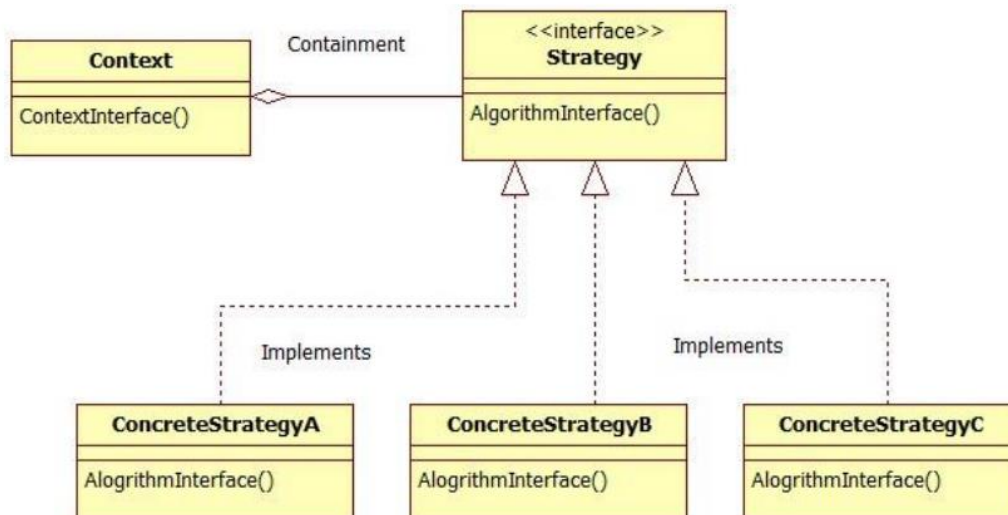 Context
ContextInterface()
Containment
<<interface>>
Strategy
AlgorithmInterface()
Implements
Implements
ConcreteStrategyA
AlogrithmInterface()
ConcreteStrategyB
AlogrithmInterface()
ConcreteStrategyC
AlogrithmInterface()